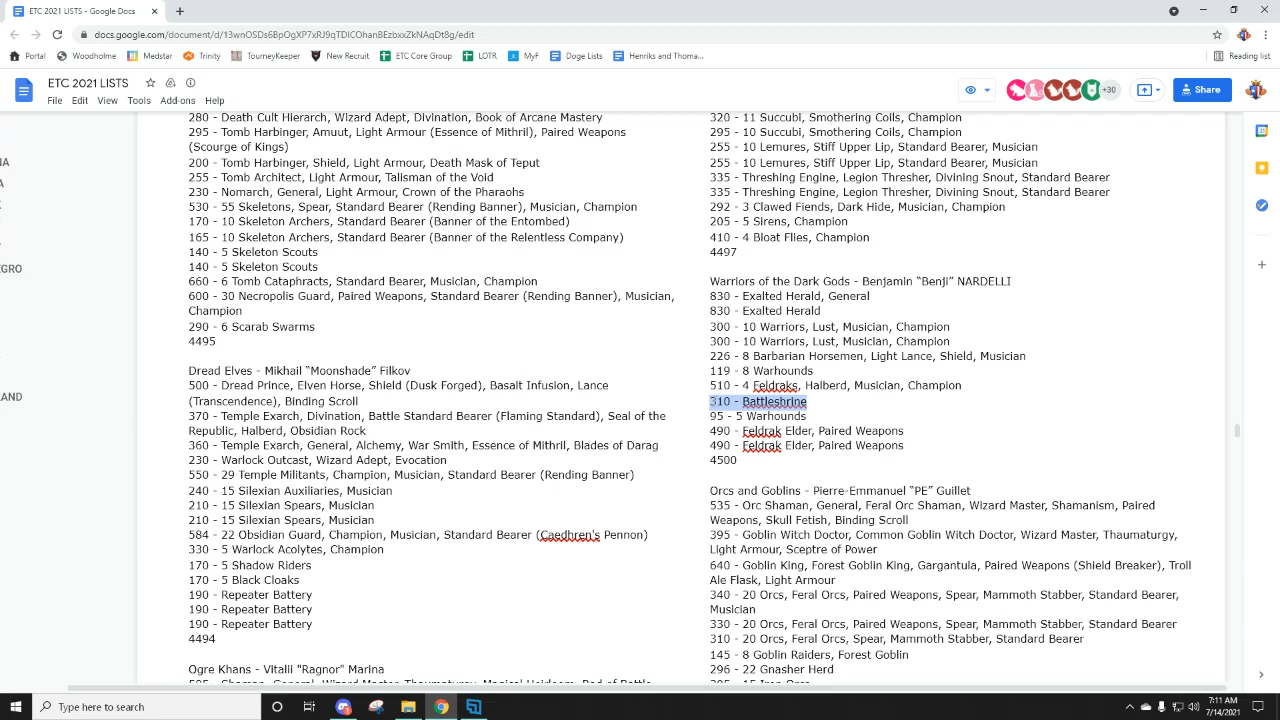 ETC 2021 LISTS - Google Docs
docs.google.com/document/d/13wnOSDs6BpOgXP7xRJ9qTDICOhanBEzbxxZkNAqDt8g/edit
Portal
Woodholme
Medstar
Trinity
TourneyKeeper
New Recruit
ETC Core Group
LOTR
MyF
Doge Lists
Henriks and Thoma...
Reading list
ETC 2021 LISTS
File Edit View Tools Add-ons Help
+30
Share
NA
A
EGRO
LAND
280 - Death Cult Hierarch, Wizard Adept, Divination, Book of Arcane Mastery
295 - Tomb Harbinger, Amuut, Light Armour (Essence of Mithril), Paired Weapons
(Scourge of Kings)
200 - Tomb Harbinger, Shield, Light Armour, Death Mask of Teput
255 - Tomb Architect, Light Armour, Talisman of the Void
230 - Nomarch, General, Light Armour, Crown of the Pharaohs
530 - 55 Skeletons, Spear, Standard Bearer (Rending Banner), Musician, Champion
170 - 10 Skeleton Archers, Standard Bearer (Banner of the Entombed)
165 - 10 Skeleton Archers, Standard Bearer (Banner of the Relentless Company)
140 - 5 Skeleton Scouts
140 - 5 Skeleton Scouts
660 - 6 Tomb Cataphracts, Standard Bearer, Musician, Champion
600 - 30 Necropolis Guard, Paired Weapons, Standard Bearer (Rending Banner), Musician,
Champion
290 - 6 Scarab Swarms
4495
Dread Elves - Mikhail “Moonshade” Filkov
500 - Dread Prince, Elven Horse, Shield (Dusk Forged), Basalt Infusion, Lance
(Transcendence), Binding Scroll
370 - Temple Exarch, Divination, Battle Standard Bearer (Flaming Standard), Seal of the
Republic, Halberd, Obsidian Rock
360 - Temple Exarch, General, Alchemy, War Smith, Essence of Mithril, Blades of Darag
230 - Warlock Outcast, Wizard Adept, Evocation
550 - 29 Temple Militants, Champion, Musician, Standard Bearer (Rending Banner)
240 - 15 Silexian Auxiliaries, Musician
210 - 15 Silexian Spears, Musician
210 - 15 Silexian Spears, Musician
584 - 22 Obsidian Guard, Champion, Musician, Standard Bearer (Caedhren's Pennon)
330 - 5 Warlock Acolytes, Champion
170 - 5 Shadow Riders
170 - 5 Black Cloaks
190 - Repeater Battery
190 - Repeater Battery
190 - Repeater Battery
4494
Ogre Khans - Vitalii "Ragnor" Marina
320 - 11 Succubi, Smothering Coils, Champion
295 - 10 Succubi, Smothering Coils, Champion
255 - 10 Lemures, Stiff Upper Lip, Standard Bearer, Musician
255 - 10 Lemures, Stiff Upper Lip, Standard Bearer, Musician
335 - Threshing Engine, Legion Thresher, Divining Snout, Standard Bearer
335 - Threshing Engine, Legion Thresher, Divining Snout, Standard Bearer
292 - 3 Clawed Fiends, Dark Hide, Musician, Champion
205 - 5 Sirens, Champion
410 - 4 Bloat Flies, Champion
4497
Warriors of the Dark Gods - Benjamin “Benji” NARDELLI
830 - Exalted Herald, General
830 - Exalted Herald
300 - 10 Warriors, Lust, Musician, Champion
300 - 10 Warriors, Lust, Musician, Champion
226 - 8 Barbarian Horsemen, Light Lance, Shield, Musician
119 - 8 Warhounds
510 - 4 Feldraks, Halberd, Musician, Champion
310 - Battleshrine
95 - 5 Warhounds
490 - Feldrak Elder, Paired Weapons
490 - Feldrak Elder, Paired Weapons
4500
Orcs and Goblins - Pierre-Emmanuel “PE” Guillet
535 - Orc Shaman, General, Feral Orc Shaman, Wizard Master, Shamanism, Paired
Weapons, Skull Fetish, Binding Scroll
395 - Goblin Witch Doctor, Common Goblin Witch Doctor, Wizard Master, Thaumaturgy,
Light Armour, Sceptre of Power
640 - Goblin King, Forest Goblin King, Gargantula, Paired Weapons (Shield Breaker), Troll
Ale Flask, Light Armour
340 - 20 Orcs, Feral Orcs, Paired Weapons, Spear, Mammoth Stabber, Standard Bearer,
Musician
330 - 20 Orcs, Feral Orcs, Paired Weapons, Spear, Mammoth Stabber, Standard Bearer
310 - 20 Orcs, Feral Orcs, Spear, Mammoth Stabber, Standard Bearer
145 - 8 Goblin Raiders, Forest Goblin
296 - 22 Gnasher Herd
Type here to search
7:11 AM
7/14/2021